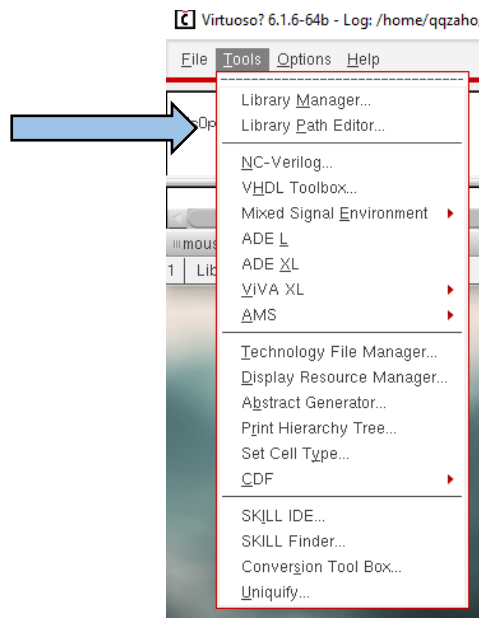 Virtuoso? 6.1.6-64b - Log: /home/qqzaho
File Tools Options Help
Library Manager...
Library Path Editor...
NC-Verilog...
VHDL Toolbox...
Mixed Signal Environment
ADE L
ADE XL
ViVA XL
AMS
Technology File Manager...
Display Resource Manager...
Abstract Generator...
Print Hierarchy Tree...
Set Cell Type...
CDF
SKILL IDE...
SKILL Finder...
Conversion Tool Box...
Uniquify...
mous
1 Lib